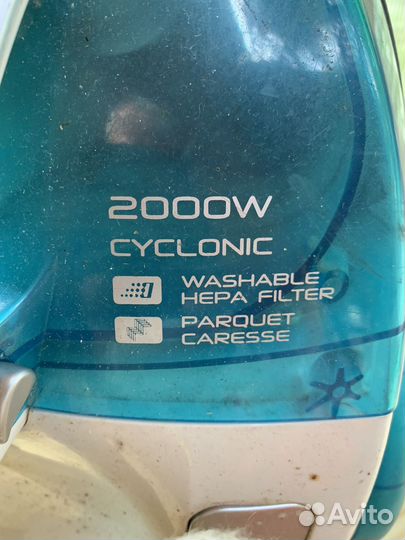 2000W
CYCLONIC
WASHABLE
HEPA FILTER
PARQUET
CARESSE
Avito